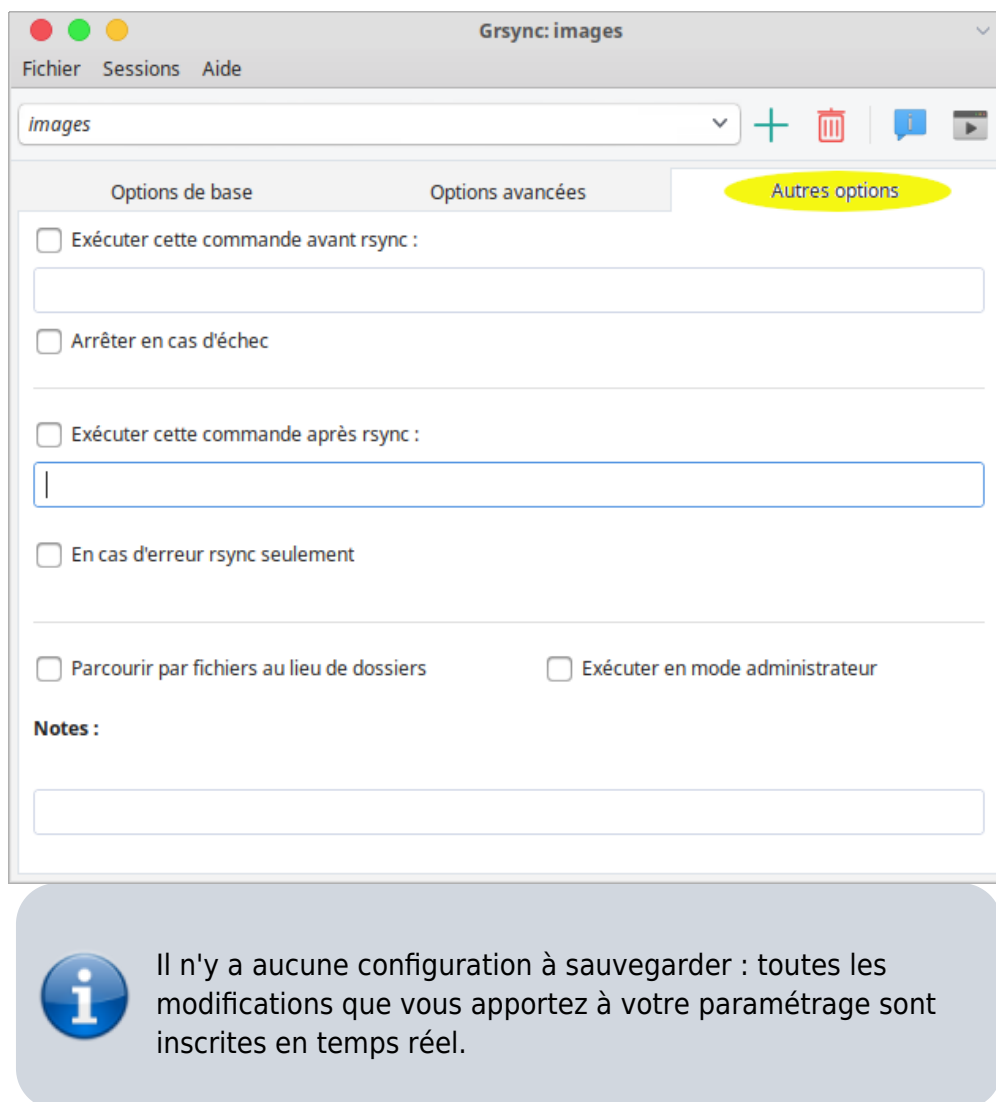 Grsync: images
Fichier Sessions Aide
images
Options de base Options avancées Autres options
Exécuter cette commande avant rsync :
Arrêter en cas d'échec
Exécuter cette commande après rsync :
En cas d'erreur rsync seulement
Parcourir par fichiers au lieu de dossiers Exécuter en mode administrateur
Notes :
Il n'y a aucune configuration à sauvegarder : toutes les
modifications que vous apportez à votre paramétrage sont
inscrites en temps réel.